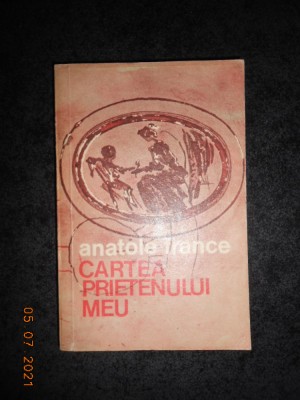 anatole france
CARTEA
PRIETENULUI
MEU
05.07.2021